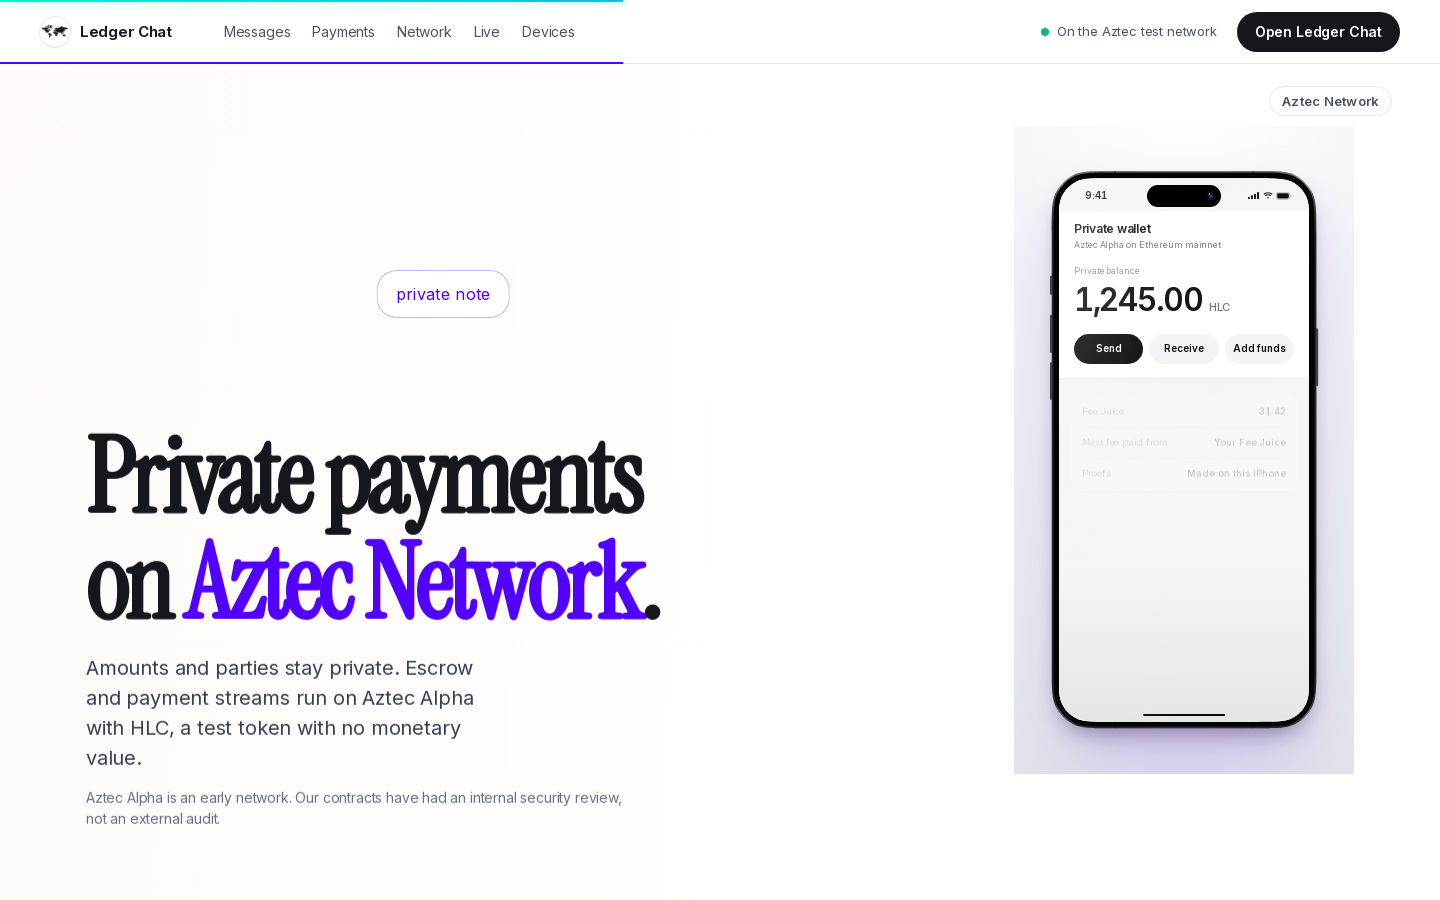 Ledger Chat
Messages
Payments
Network
Live
Devices
On the Aztec test network
Open Ledger Chat
Aztec Network
private note
Private payments
on Aztec Network.
Amounts and parties stay private. Escrow
and payment streams run on Aztec Alpha
with HLC, a test token with no monetary
value.
Aztec Alpha is an early network. Our contracts have had an internal security review,
not an external audit.
9:41
Private wallet
Aztec Alpha on Ethereum mainnet
Private balance
1,245.00 HLC
Send
Receive
Add funds
Fee Juice 31.42
Next fee paid from Your Fee Juice
Proofs Made on this iPhone